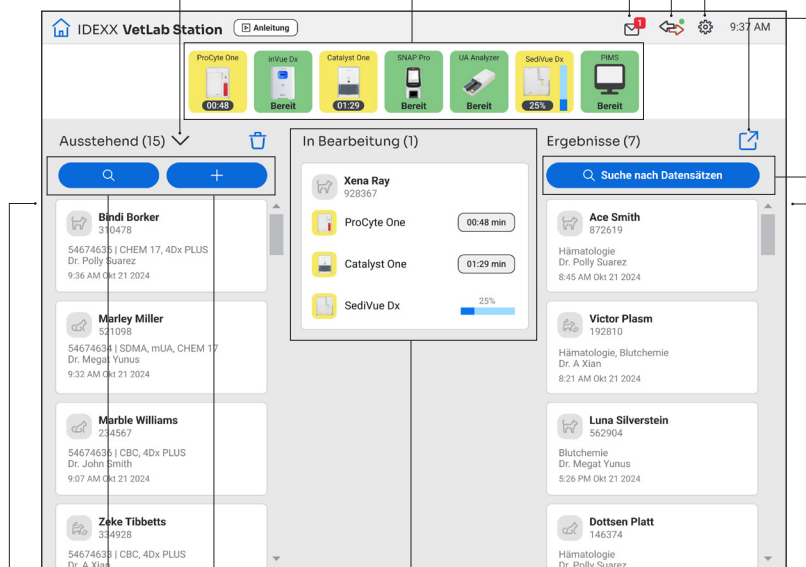 IDEXX VetLab Station
Anleitung
1
9:37 AM
ProCyte One
00:48
inVue Dx
Bereit
Catalyst One
01:29
SNAP Pro
Bereit
UA Analyzer
Bereit
SediVue Dx
25%
PIMS
Bereit
Ausstehend (15)
Bindi Borker
310478
54674635 | CHEM 17, 4Dx PLUS
Dr. Polly Suarez
9:36 AM Okt 21 2024
Marley Miller
521098
54674634 | SDMA, mUA, CHEM 17
Dr. Megat Yunus
9:32 AM Okt 21 2024
Marble Williams
234567
54674636 | CBC, 4Dx PLUS
Dr. John Smith
9:07 AM Okt 21 2024
Zeke Tibbetts
334928
54674633 | CBC, 4Dx PLUS
Dr. A Xian
In Bearbeitung (1)
Xena Ray
928367
ProCyte One
00:48 min
Catalyst One
01:29 min
SediVue Dx
25%
Ergebnisse (7)
Suche nach Datensätzen
Ace Smith
872619
Hämatologie
Dr. Polly Suarez
8:45 AM Okt 21 2024
Victor Plasm
192810
Hämatologie, Blutchemie
Dr. A Xian
8:21 AM Okt 21 2024
Luna Silverstein
562904
Blutchemie
Dr. Megat Yunus
5:26 PM Okt 21 2024
Dottsen Platt
146374
Hämatologie
Dr. Polly Suarez